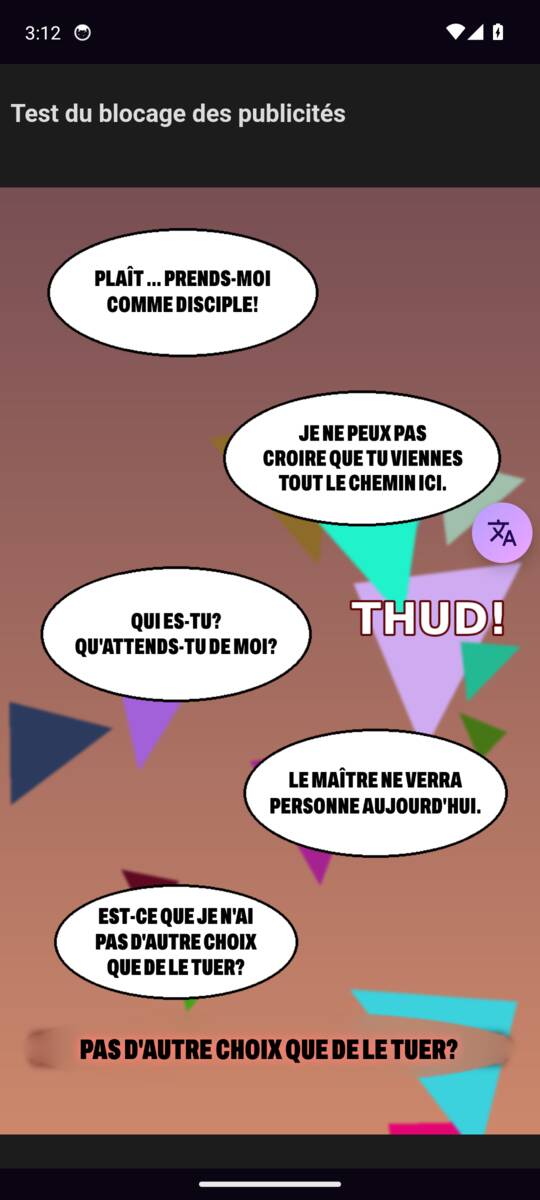 3:12
Test du blocage des publicités
PLAÎT ... PRENDS-MOI
COMME DISCIPLE!
JE NE PEUX PAS
CROIRE QUE TU VIENNES
TOUT LE CHEMIN ICI.
QUI ES-TU?
QU'ATTENDS-TU DE MOI?
THUD!
LE MAÎTRE NE VERRA
PERSONNE AUJOURD'HUI.
EST-CE QUE JE N'AI
PAS D'AUTRE CHOIX
QUE DE LE TUER?
PAS D'AUTRE CHOIX QUE DE LE TUER?